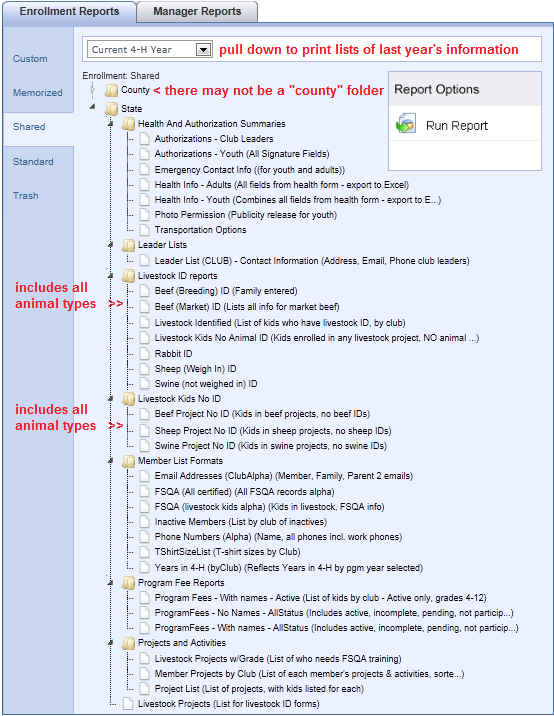 Enrollment Reports Manager Reports
Custom
Memorized
Shared
Standard
Trash
Current 4-H Year pull down to print lists of last year's information
Enrollment: Shared
County < there may not be a "county" folder
Report Options
Run Report
State
Health And Authorization Summaries
Authorizations - Club Leaders
Authorizations - Youth (All Signature Fields)
Emergency Contact Info ((for youth and adults))
Health Info - Adults (All fields from health form - export to Excel)
Health Info - Youth (Combines all fields from health form - export to E...)
Photo Permission (Publicity release for youth)
Transportation Options
Leader Lists
Leader List (CLUB) - Contact Information (Address, Email, Phone club leaders)
Livestock ID reports
includes all
animal types >>
Beef (Breeding) ID (Family entered)
Beef (Market) ID (Lists all info for market beef)
Livestock Identified (List of kids who have livestock ID, by club)
Livestock Kids No Animal ID (Kids enrolled in any livestock project, NO animal ...)
Rabbit ID
Sheep (Weigh In) ID
Swine (not weighed in) ID
Livestock Kids No ID
includes all
animal types >>
Beef Project No ID (Kids in beef projects, no beef IDs)
Sheep Project No ID (Kids in sheep projects, no sheep IDs)
Swine Project No ID (Kids in swine projects, no swine IDs)
Member List Formats
Email Addresses (ClubAlpha) (Member, Family, Parent 2 emails)
FSQA (All certified) (All FSQA records alpha)
FSQA (livestock kids alpha) (Kids in livestock, FSQA info)
Inactive Members (List by club of inactives)
Phone Numbers (Alpha) (Name, all phones incl. work phones)
TShirtSizeList (T-shirt sizes by Club)
Years in 4-H (byClub) (Reflects Years in 4-H by pgm year selected)
Program Fee Reports
Program Fees - With names - Active (List of kids by club - Active only, grades 4-12)
ProgramFees - No Names - AllStatus (Includes active, incomplete, pending, not particip...)
ProgramFees - With names - AllStatus (Includes active, incomplete, pending, not particip...)
Projects and Activities
Livestock Projects w/Grade (List of who needs FSQA training)
Member Projects by Club (List of each member's projects & activities, sorte...)
Project List (List of projects, with kids listed for each)
Livestock Projects (List for livestock ID forms)